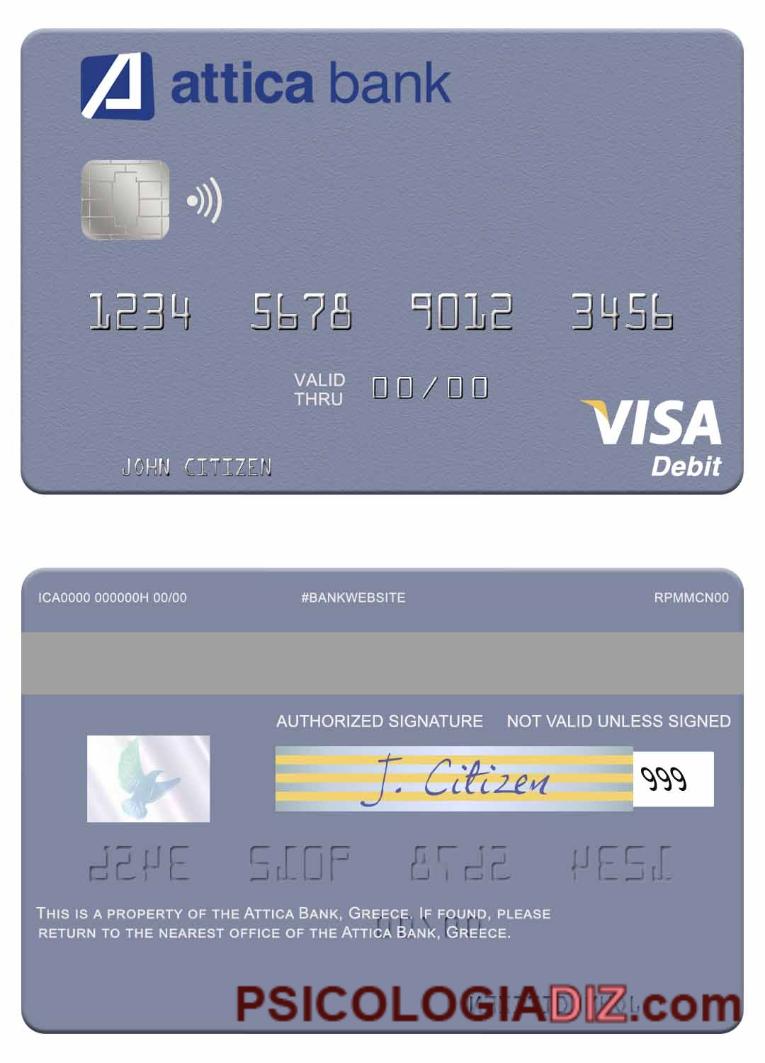 attica bank
1234 5678 9012 3456
VALID THRU 00/00
VISA
Debit
JOHN CITIZEN
ICA0000 000000H 00/00 #BANKWEBSITE RPMMCN00
AUTHORIZED SIGNATURE NOT VALID UNLESS SIGNED
J. Citizen 999
THIS IS A PROPERTY OF THE ATTICA BANK, GREECE. IF FOUND, PLEASE
RETURN TO THE NEAREST OFFICE OF THE ATTICA BANK, GREECE.
PSICOLOGIADIZ.com